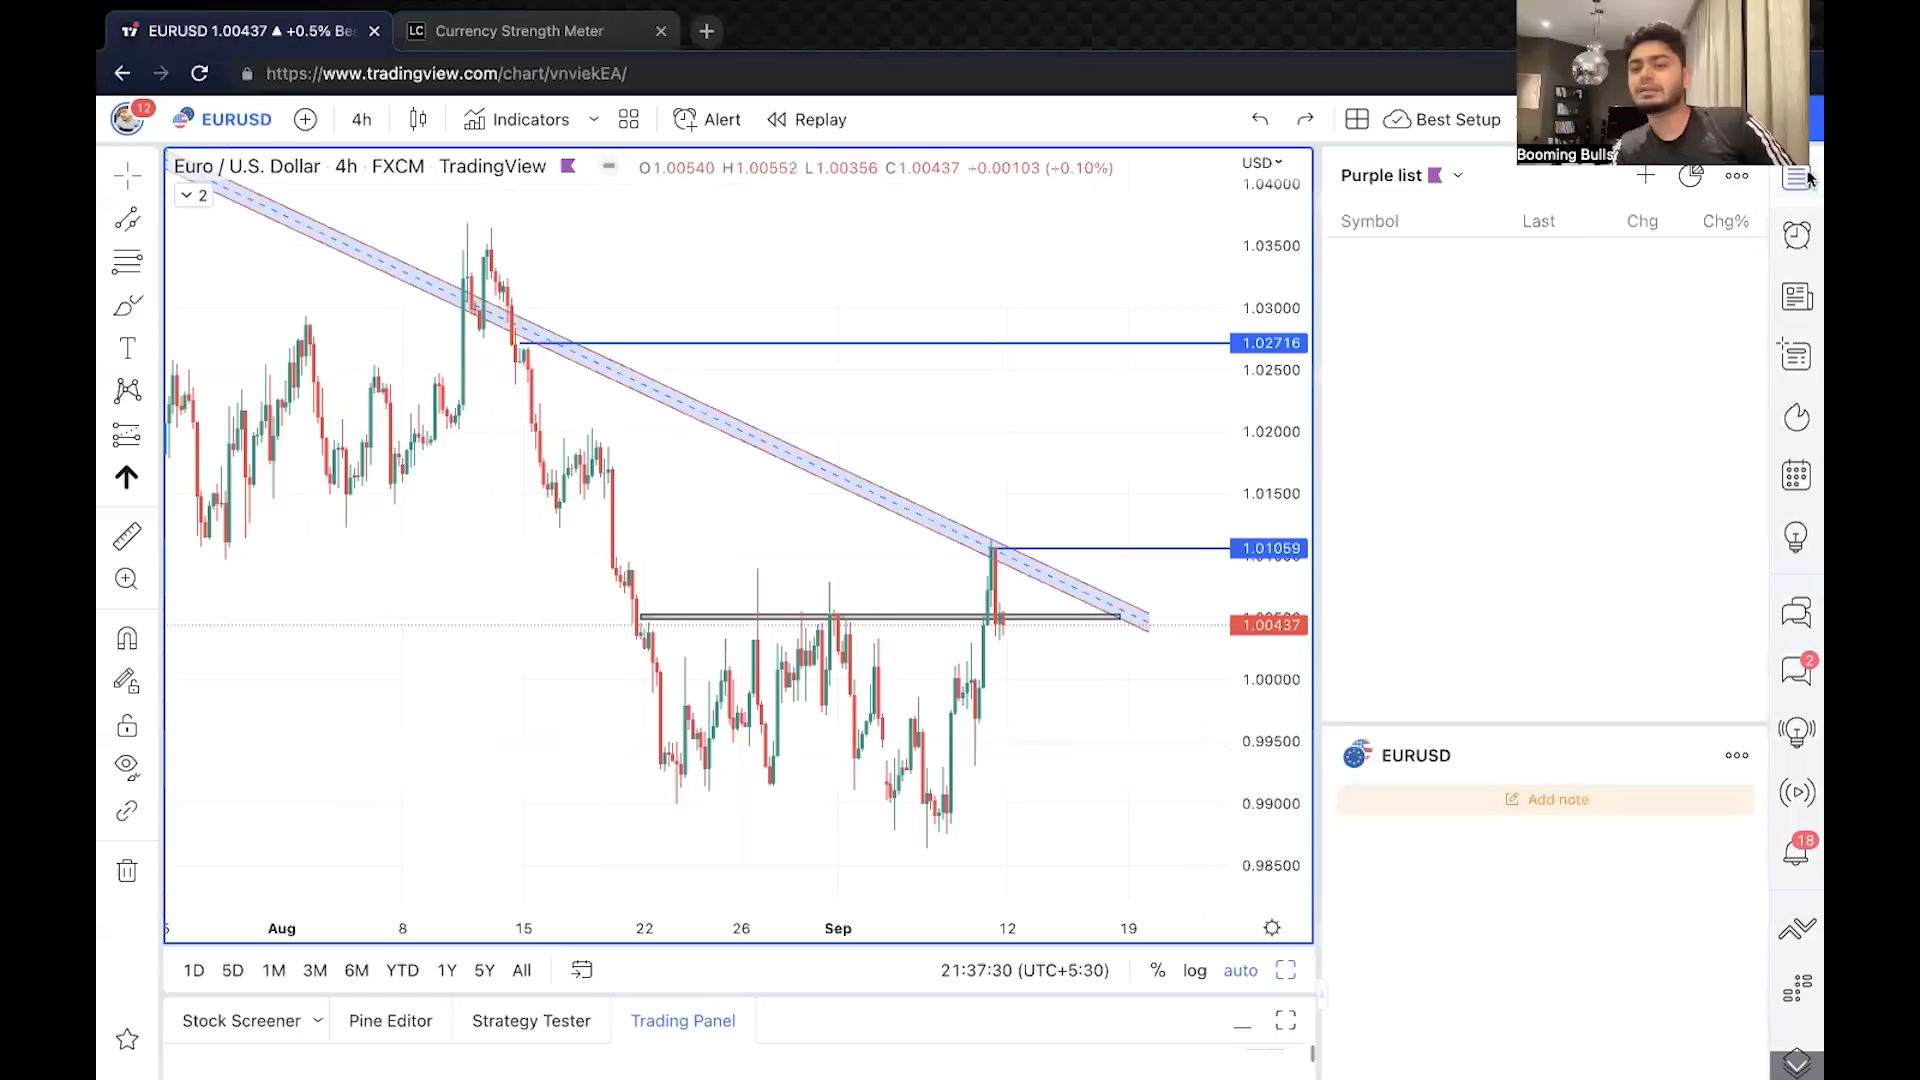 EURUSD 1.00437 ▲ +0.5% Be
LC Currency Strength Meter
https://www.tradingview.com/chart/vnviekEA/
12
EURUSD
4h
Indicators
Alert
Replay
Best Setup
Booming Bulls
Euro / U.S. Dollar · 4h · FXCM · TradingView
O1.00540 H1.00552 L1.00356 C1.00437 −0.00103 (−0.10%)
USD
2
1.04000
1.03500
1.03000
1.02716
1.02500
1.02000
1.01500
1.01059
1.00437
1.00000
0.99500
0.99000
0.98500
Aug 8 15 22 26 Sep 12 19
1D 5D 1M 3M 6M YTD 1Y 5Y All
21:37:30 (UTC+5:30)
% log auto
Stock Screener
Pine Editor
Strategy Tester
Trading Panel
Purple list
Symbol Last Chg Chg%
EURUSD
Add note
2
18